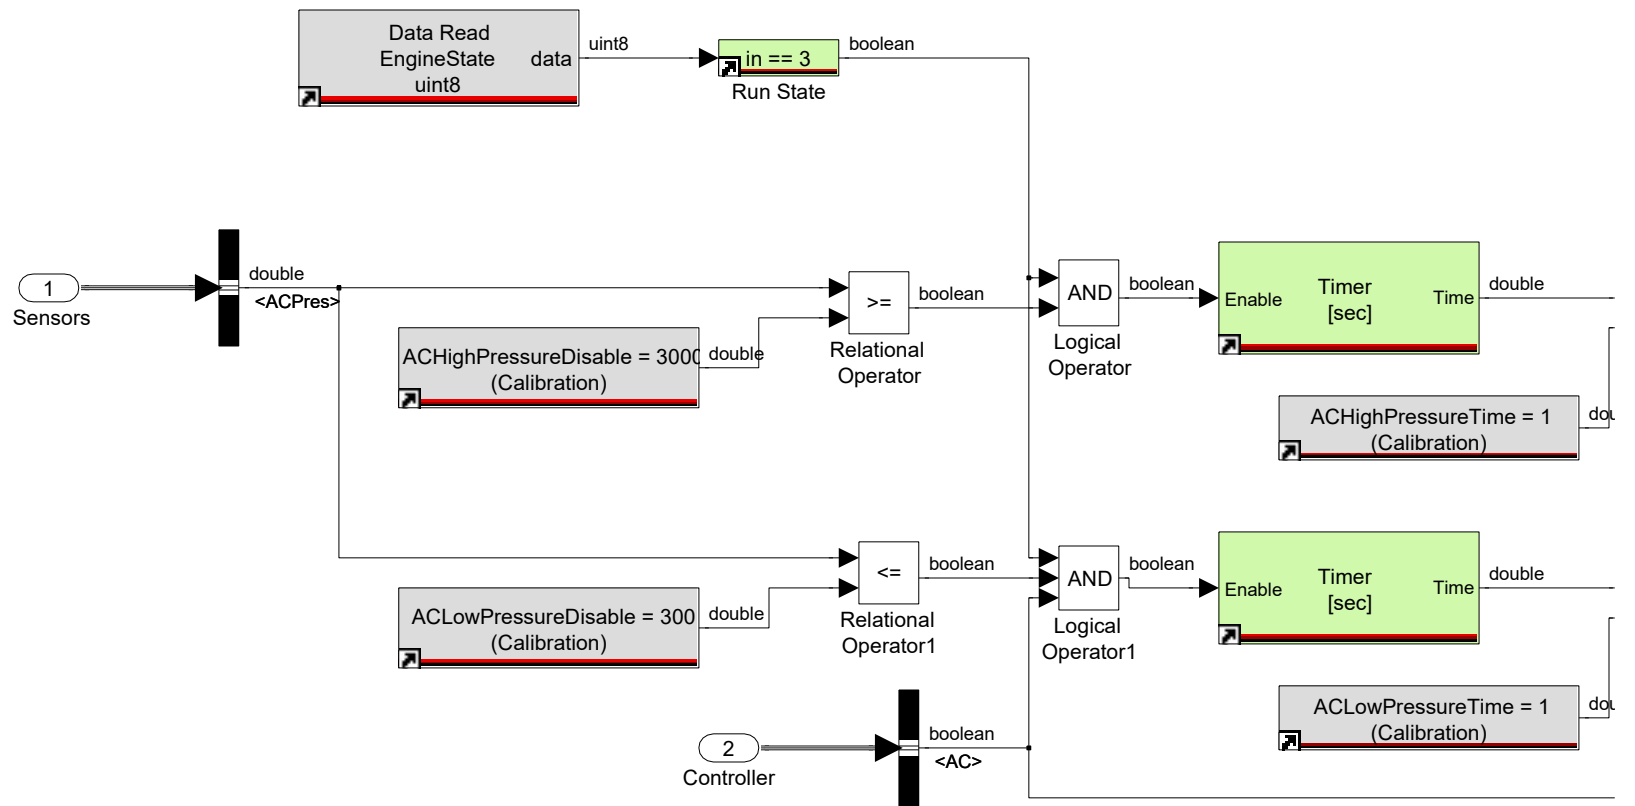 Data Read
EngineState
uint8
data
uint8
in == 3
boolean
Run State
1
Sensors
double
<ACPres>
ACHighPressureDisable = 3000
(Calibration)
double
>=
boolean
Relational
Operator
AND
boolean
Logical
Operator
Enable
Timer
[sec]
Time
double
ACHighPressureTime = 1
(Calibration)
dou
ACLowPressureDisable = 300
(Calibration)
double
<=
boolean
Relational
Operator1
AND
boolean
Logical
Operator1
Enable
Timer
[sec]
Time
double
ACLowPressureTime = 1
(Calibration)
dou
2
Controller
boolean
<AC>